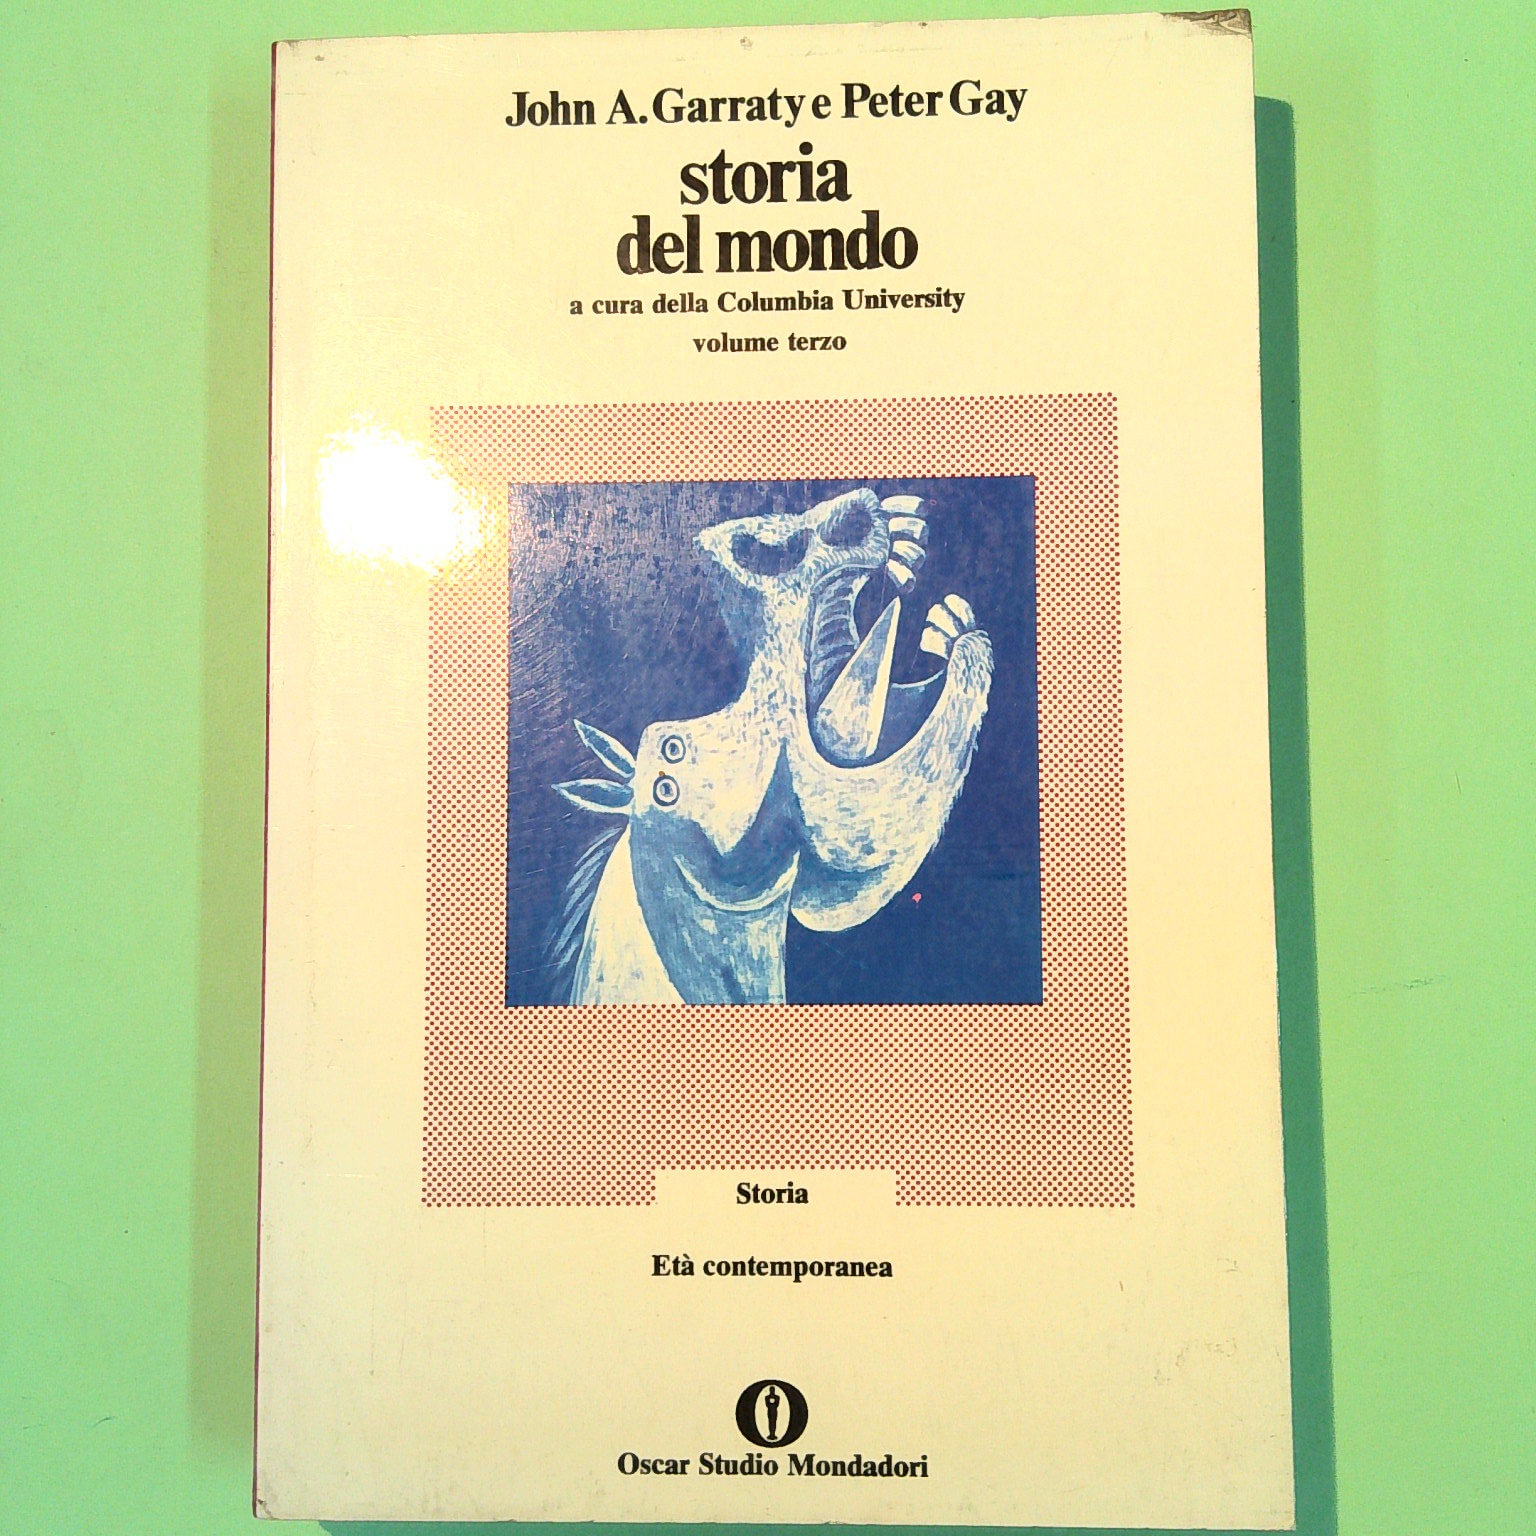 John A. Garraty e Peter Gay
storia
del mondo
a cura della Columbia University
volume terzo
Storia
Età contemporanea
Oscar Studio Mondadori